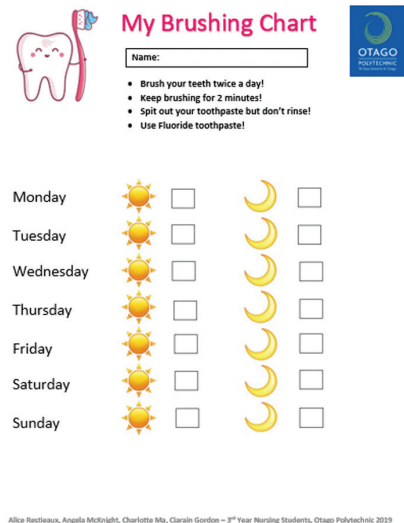 My Brushing Chart
Name:
Brush your teeth twice a day!
Keep brushing for 2 minutes!
Spit out your toothpaste but don't rinse!
Use Fluoride toothpaste!
OTAGO
POLYTECHNIC
Monday
Tuesday
Wednesday
Thursday
Friday
Saturday
Sunday
Alice Restieaux, Angela McKnight, Charlotte Ma, Ciarain Gordon – 3rd Year Nursing Students, Otago Polytechnic 2019